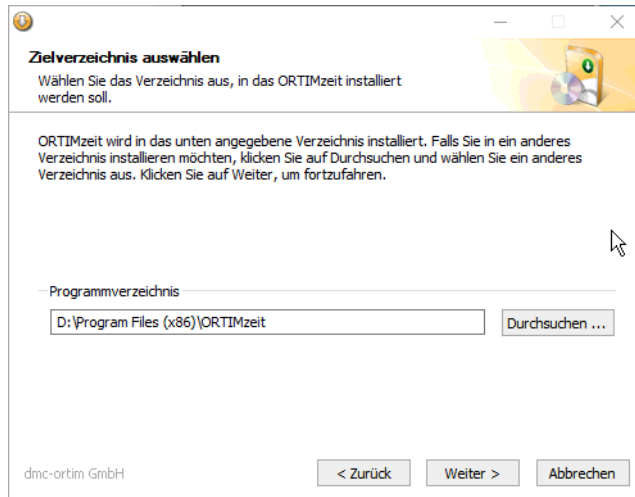 Zielverzeichnis auswählen
Wählen Sie das Verzeichnis aus, in das ORTIMzeit installiert
werden soll.
ORTIMzeit wird in das unten angegebene Verzeichnis installiert. Falls Sie in ein anderes
Verzeichnis installieren möchten, klicken Sie auf Durchsuchen und wählen Sie ein anderes
Verzeichnis aus. Klicken Sie auf Weiter, um fortzufahren.
Programmverzeichnis
D:\Program Files (x86)\ORTIMzeit
Durchsuchen ...
dmc-ortim GmbH
< Zurück
Weiter >
Abbrechen